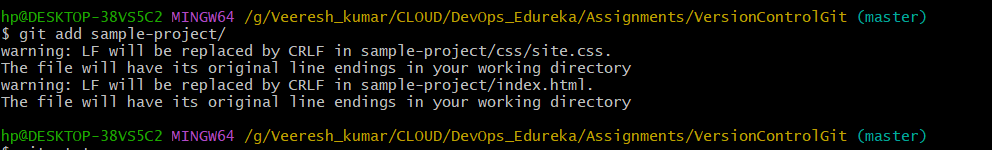 hp@DESKTOP-38VS5C2 MINGW64 /g/Veeresh_kumar/CLOUD/DevOps_Edureka/Assignments/VersionControlGit (master)
$ git add sample-project/
warning: LF will be replaced by CRLF in sample-project/css/site.css.
The file will have its original line endings in your working directory
warning: LF will be replaced by CRLF in sample-project/index.html.
The file will have its original line endings in your working directory
hp@DESKTOP-38VS5C2 MINGW64 /g/Veeresh_kumar/CLOUD/DevOps_Edureka/Assignments/VersionControlGit (master)